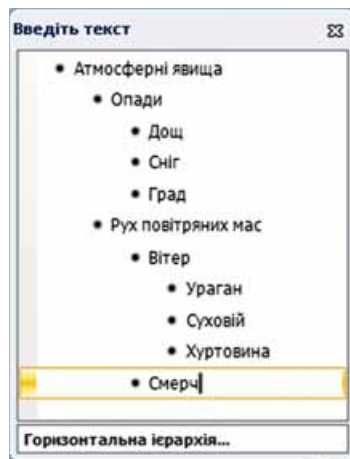 Введіть текст
• Атмосферні явища
• Опади
• Дощ
• Сніг
• Град
• Рух повітряних мас
• Вітер
• Ураган
• Суховій
• Хуртовина
• Смерч
Горизонтальна ієрархія...